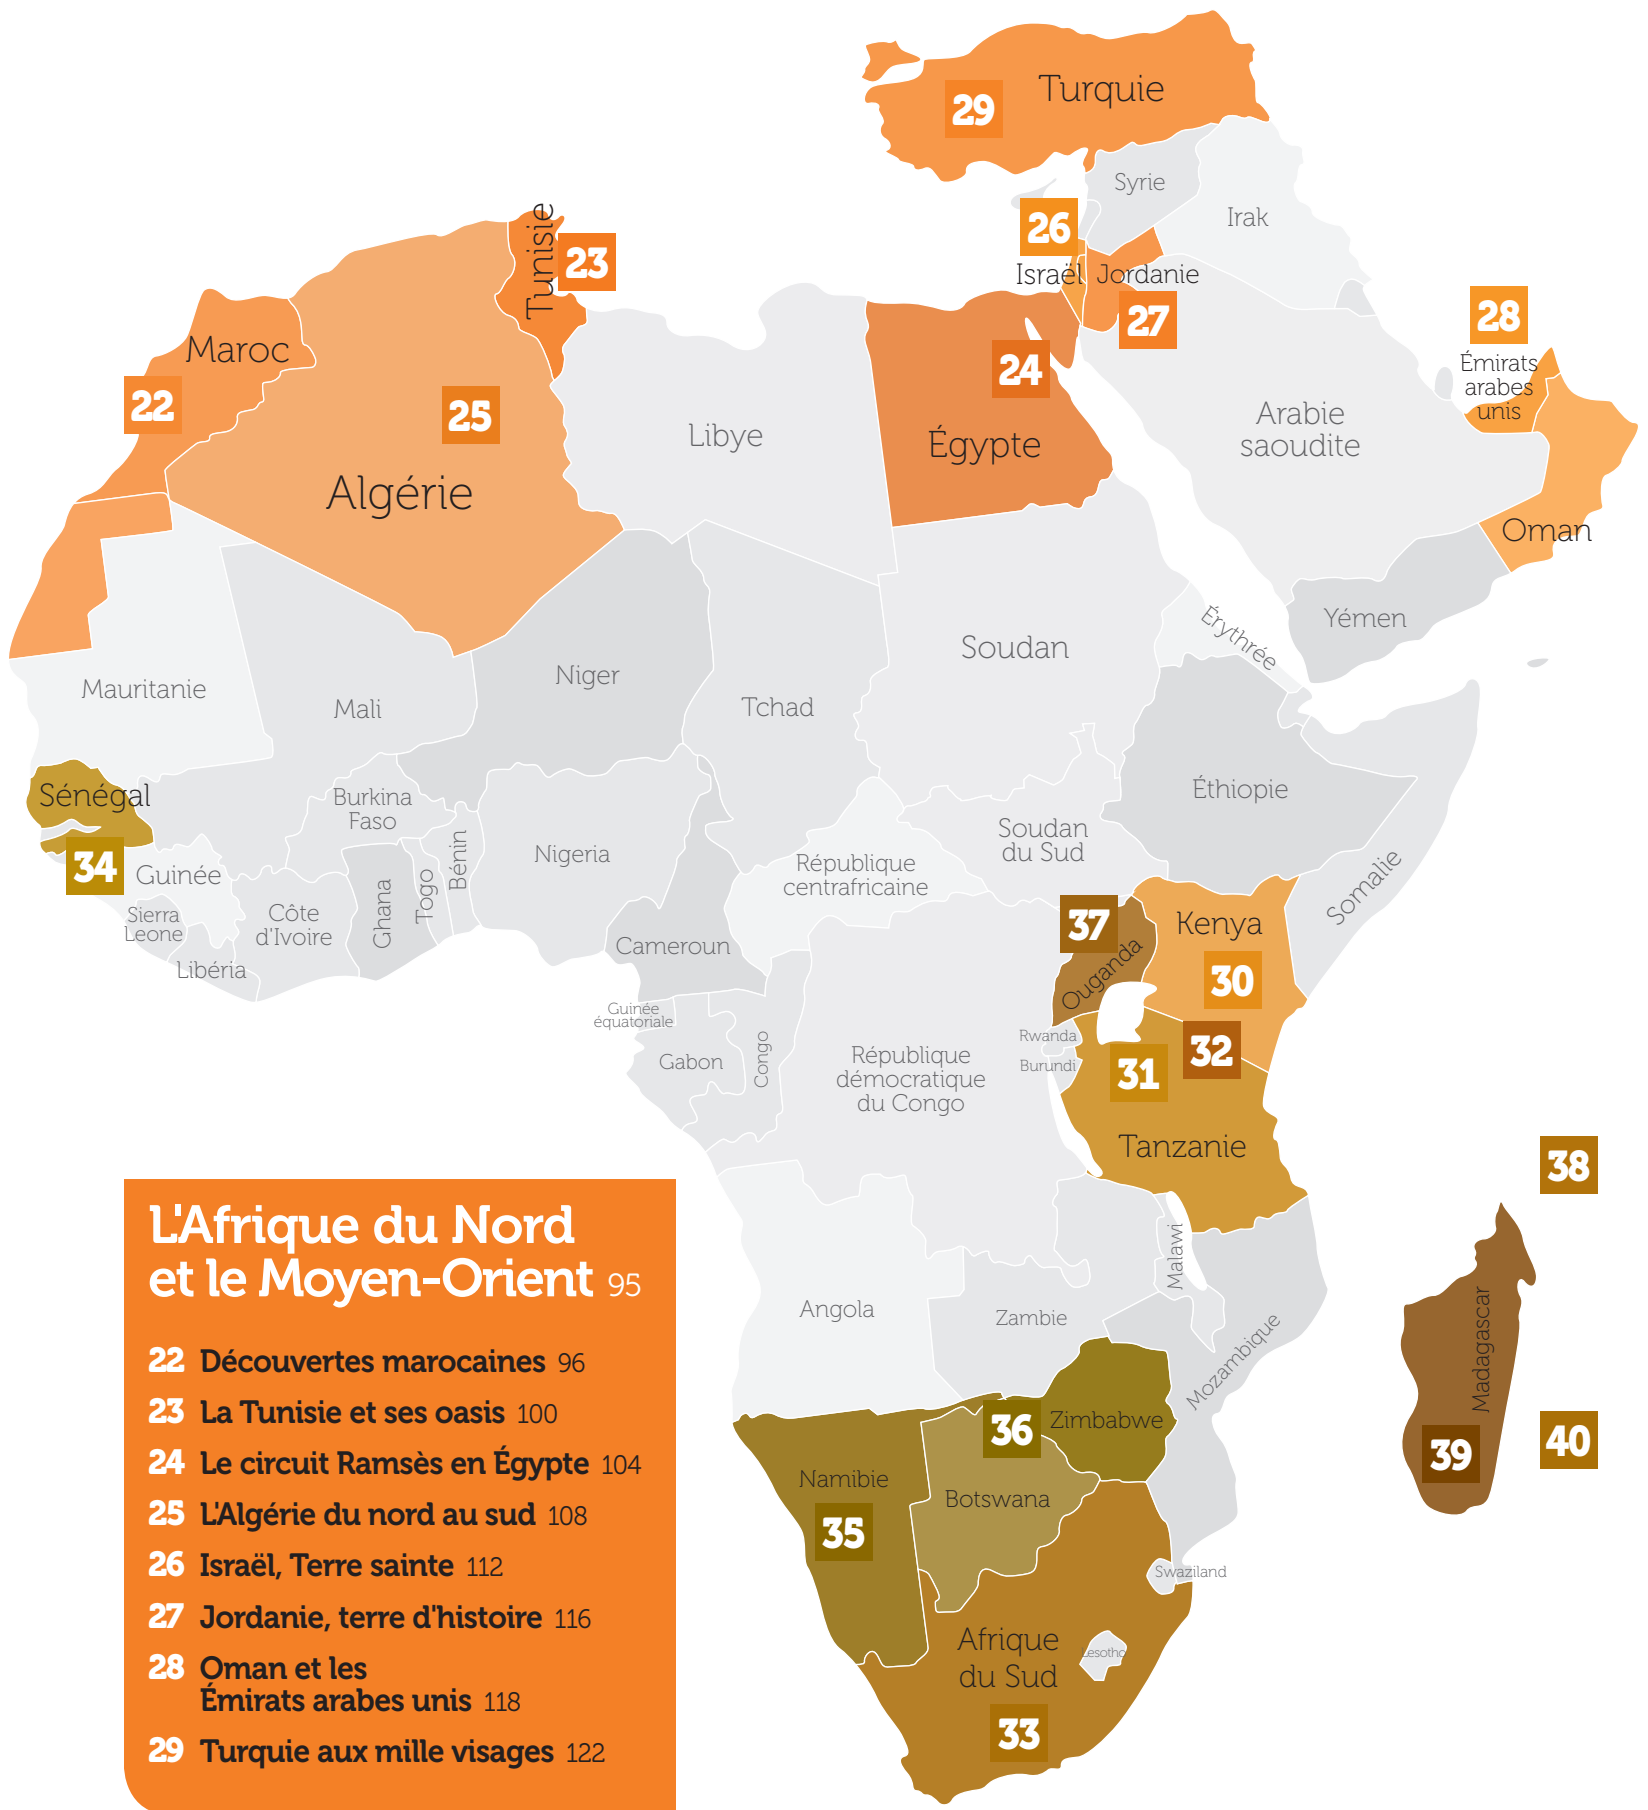 Turquie
29
Syrie
Irak
26
Israël
Jordanie
27
Tunisie
23
28
Émirats
arabes
unis
Maroc
22
25
Algérie
Libye
24
Égypte
Arabie
saoudite
Oman
Yémen
Érythrée
Soudan
Mauritanie
Mali
Niger
Tchad
Sénégal
34
Burkina
Faso
Bénin
Nigeria
Soudan
du Sud
Éthiopie
Somalie
Guinée
République
centrafricaine
Sierra
Leone
Côte
d'Ivoire
Ghana
Togo
Libéria
Cameroun
37
Ouganda
Kenya
30
Guinée
équatoriale
Gabon
Congo
République
démocratique
du Congo
Rwanda
Burundi
31
32
Tanzanie
38
Malawi
Angola
Zambie
Mozambique
Madagascar
39
40
36
Zimbabwe
Namibie
35
Botswana
Swaziland
Afrique
du Sud
Lesotho
33
L'Afrique du Nord
et le Moyen-Orient 95
22 Découvertes marocaines 96
23 La Tunisie et ses oasis 100
24 Le circuit Ramsès en Égypte 104
25 L'Algérie du nord au sud 108
26 Israël, Terre sainte 112
27 Jordanie, terre d'histoire 116
28 Oman et les
Émirats arabes unis 118
29 Turquie aux mille visages 122